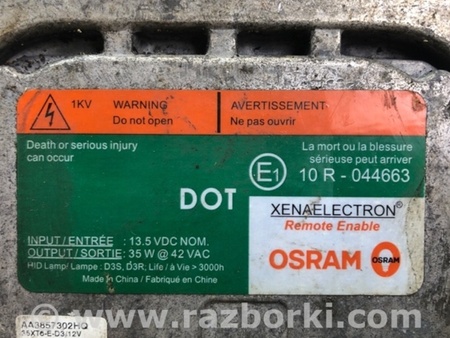 1KV
WARNING
Do not open
AVERTISSEMENT
Ne pas ouvrir
Death or serious injury
can occur
La mort ou la blessure
sérieuse peut arriver
E1
10 R - 044663
DOT
XENAELECTRON®
Remote Enable
OSRAM
OSRAM
INPUT / ENTRÉE : 13.5 VDC NOM.
OUTPUT / SORTIE: 35 W @ 42 VAC
HID Lamp/ Lampe : D3S, D3R; Life / à Vie > 3000h
Made in China / Fabriqué en Chine
AA3857302HQ
35XT6-E-D3/12V
www.razborki.com